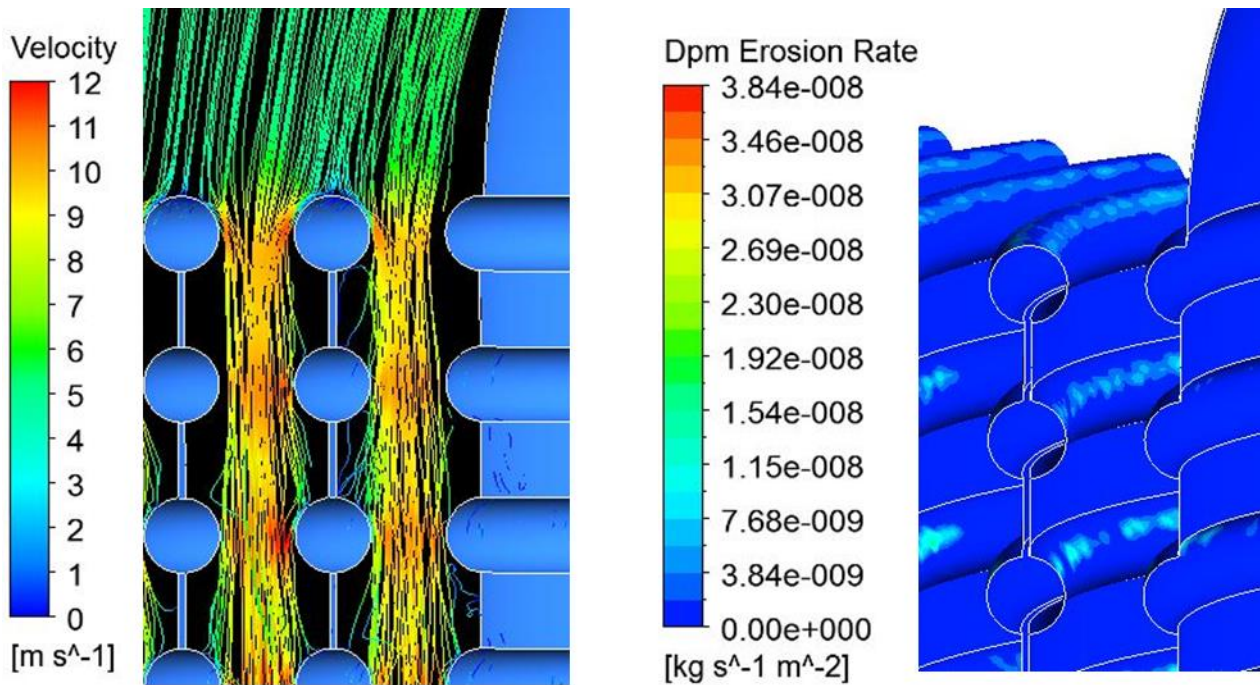 Velocity
12
11
10
9
8
7
6
5
4
3
2
1
0
[m s^-1]
Dpm Erosion Rate
3.84e-008
3.46e-008
3.07e-008
2.69e-008
2.30e-008
1.92e-008
1.54e-008
1.15e-008
7.68e-009
3.84e-009
0.00e+000
[kg s^-1 m^-2]